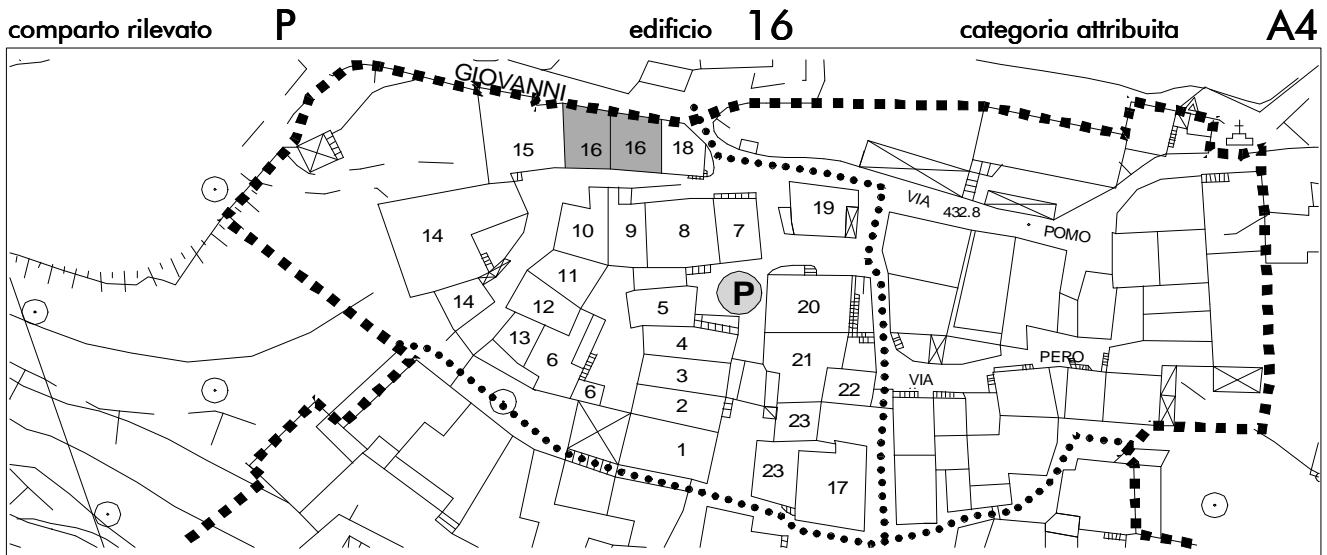 comparto rilevato P edificio 16 categoria attribuita A4
GIOVANNI
15 16 16 18
VIA 432.8 POMO
19
14 10 9 8 7
11
P
14 12 5 20
13 4
6 3 21 PERO
VIA
6 2 22
23
1
23 17